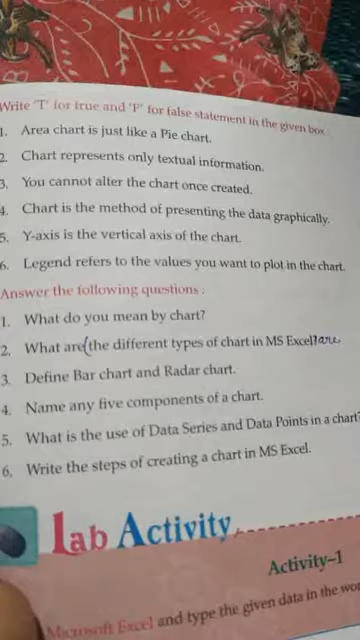 Write 'T' for true and 'F' for false statement in the given box
1. Area chart is just like a Pie chart.
2. Chart represents only textual information.
3. You cannot alter the chart once created.
4. Chart is the method of presenting the data graphically.
5. Y-axis is the vertical axis of the chart.
6. Legend refers to the values you want to plot in the chart.
Answer the following questions :
1. What do you mean by chart?
2. What are the different types of chart in MS Excel? are
3. Define Bar chart and Radar chart.
4. Name any five components of a chart.
5. What is the use of Data Series and Data Points in a chart?
6. Write the steps of creating a chart in MS Excel.
Lab Activity
Activity–1
Microsoft Excel and type the given data in the